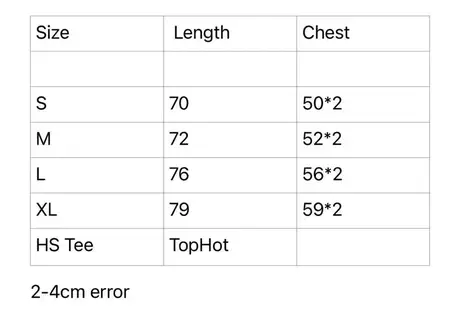 Size Length Chest
S 70 50*2
M 72 52*2
L 76 56*2
XL 79 59*2
HS Tee TopHot
2-4cm error